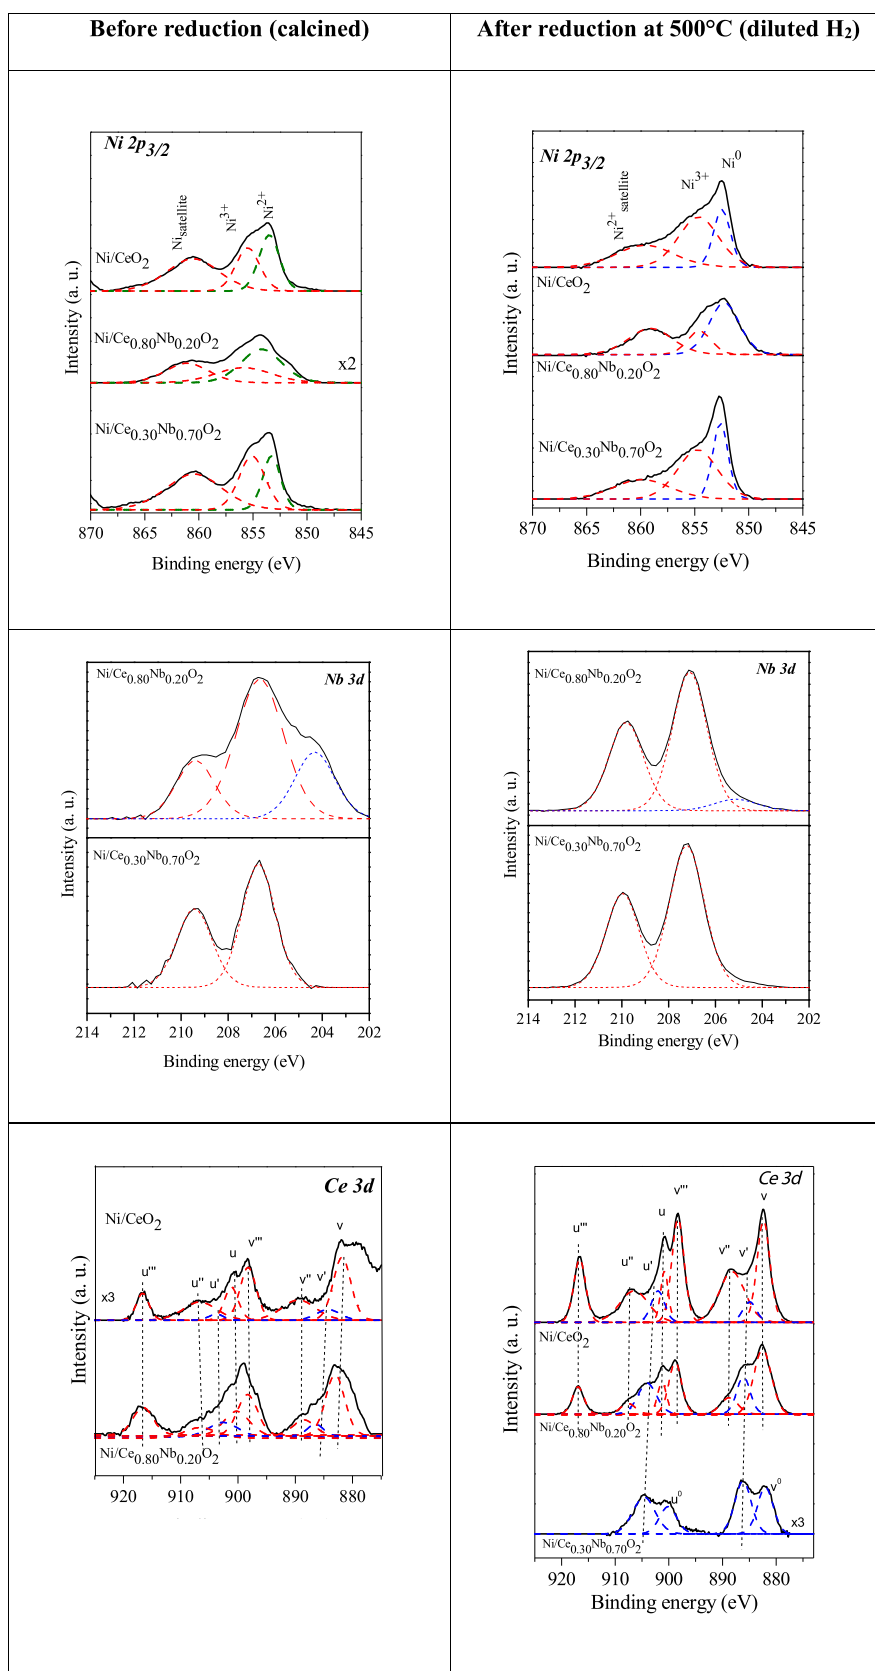 Before reduction (calcined)
After reduction at 500°C (diluted H₂)
Ni 2p3/2
Ni satellite
Ni3+
Ni2+
Ni/CeO2
Ni/Ce0.80Nb0.20O2
x2
Ni/Ce0.30Nb0.70O2
Intensity (a. u.)
870 865 860 855 850 845
Binding energy (eV)
Ni 2p3/2
Ni2+ satellite
Ni3+
Ni0
Ni/CeO2
Ni/Ce0.80Nb0.20O2
Ni/Ce0.30Nb0.70O2
Intensity (a. u.)
870 865 860 855 850 845
Binding energy (eV)
Ni/Ce0.80Nb0.20O2
Nb 3d
Ni/Ce0.30Nb0.70O2
Intensity (a. u.)
214 212 210 208 206 204 202
Binding energy (eV)
Ni/Ce0.80Nb0.20O2
Nb 3d
Ni/Ce0.30Nb0.70O2
Intensity (a. u.)
214 212 210 208 206 204 202
Binding energy (eV)
Ce 3d
Ni/CeO2
u''' u'' u' u v''' v'' v' v
x3
Ni/Ce0.80Nb0.20O2
Intensity (a. u.)
920 910 900 890 880
Ce 3d
u''' u'' u' u v''' v'' v' v
Ni/CeO2
Ni/Ce0.80Nb0.20O2
u0 v0
x3
Ni/Ce0.30Nb0.70O2
Intensity (a. u.)
920 910 900 890 880
Binding energy (eV)